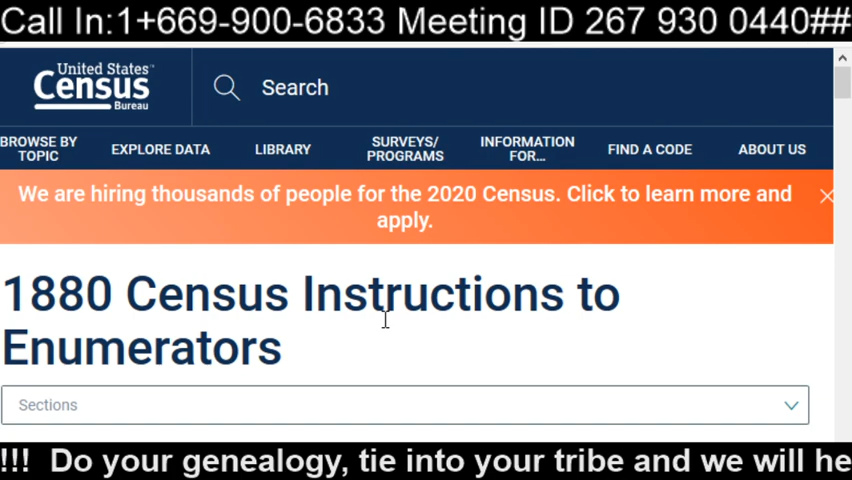 Call In:1+669-900-6833 Meeting ID 267 930 0440##
United States
Census
Bureau
Search
BROWSE BY
TOPIC
EXPLORE DATA
LIBRARY
SURVEYS/
PROGRAMS
INFORMATION
FOR...
FIND A CODE
ABOUT US
We are hiring thousands of people for the 2020 Census. Click to learn more and
apply.
1880 Census Instructions to
Enumerators
Sections
!!! Do your genealogy, tie into your tribe and we will he